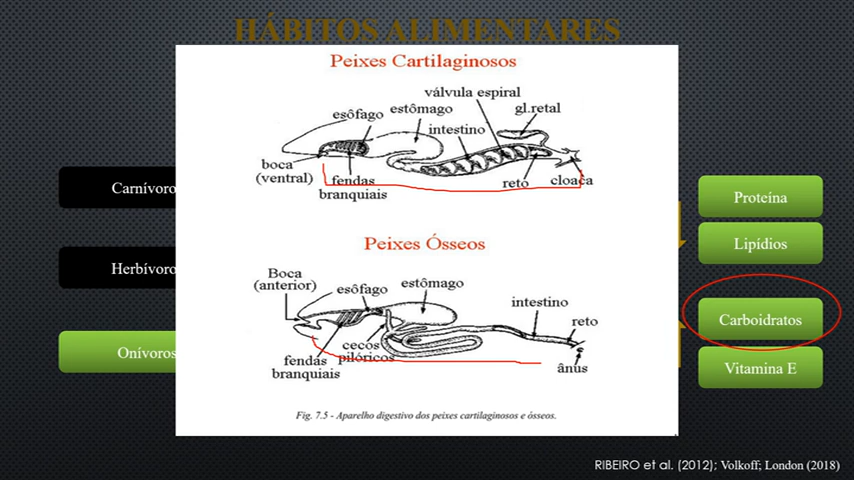 HÁBITOS ALIMENTARES
Peixes Cartilaginosos
válvula espiral
esôfago
estômago
gl.retal
intestino
boca
(ventral)
fendas
branquiais
reto
cloaca
Peixes Ósseos
Boca
(anterior)
esôfago
estômago
intestino
reto
cecos
pilóricos
fendas
branquiais
ânus
Fig. 7.5 - Aparelho digestivo dos peixes cartilaginosos e ósseos.
Carnívoro
Herbívoro
Onívoros
Proteína
Lipídios
Carboidratos
Vitamina E
RIBEIRO et al. (2012); Volkoff; London (2018)